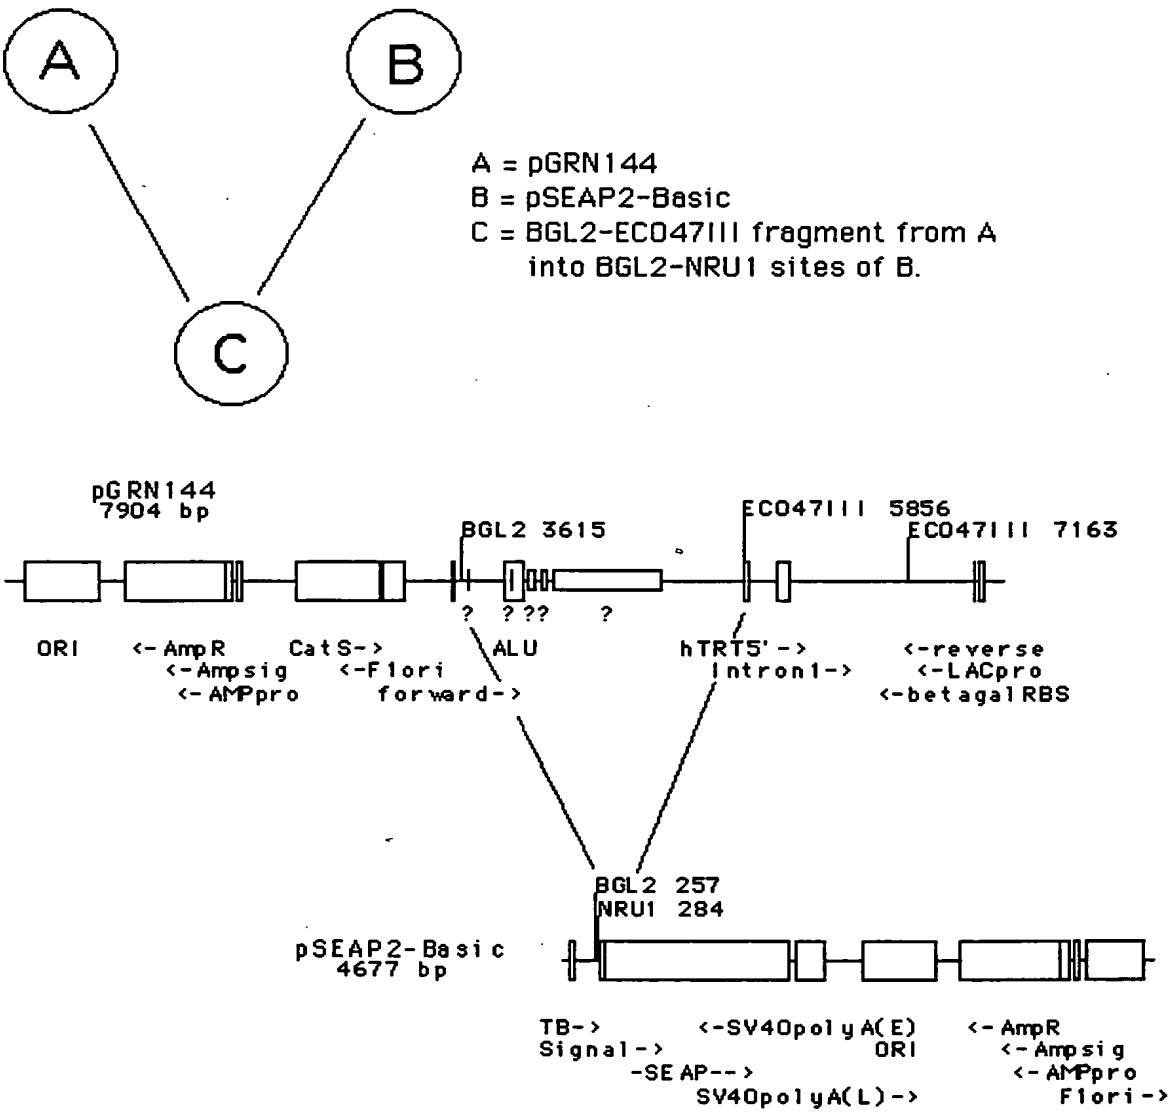 A
B
A = pGRN144
B = pSEAP2-Basic
C = BGL2-ECO47III fragment from A
into BGL2-NRU1 sites of B.
C
pGRN144
7904 bp
ECO47III 5856
BGL2 3615
ECO47III 7163
? ? ?? ?
ORI <-AmpR CatS-> ALU hTRT5'-> <-reverse
<-Ampsig <-F1ori Intron1-> <-LACpro
<-AMPpro forward-> <-betagalRBS
BGL2 257
NRU1 284
pSEAP2-Basic
4677 bp
TB-> <-SV40polyA(E) <-AmpR
Signal-> ORI <-Ampsig
-SEAP--> <-AMPpro
SV40polyA(L)-> F1ori->